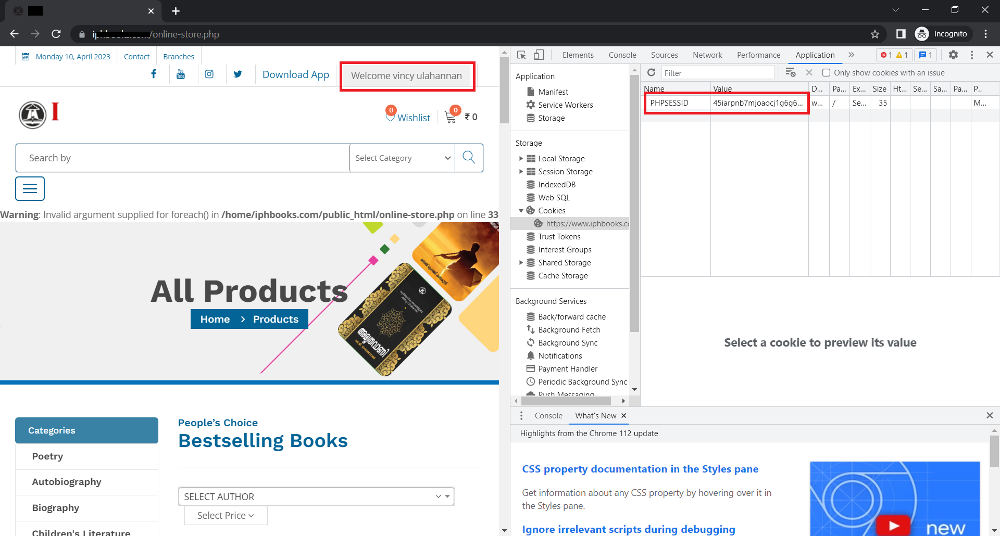 /online-store.php
Incognito
Monday 10, April 2023
Contact
Branches
You
Tube
Download App
Welcome vincy ulahannan
I
0
Wishlist
0
₹ 0
Search by
Select Category
Warning: Invalid argument supplied for foreach() in /home/iphbooks.com/public_html/online-store.php on line 33
All Products
Home
Products
Categories
Poetry
Autobiography
Biography
Children's Literature
People's Choice
Bestselling Books
SELECT AUTHOR
Select Price
Elements
Console
Sources
Network
Performance
Application
»
1
1
1
Application
Manifest
Service Workers
Storage
Storage
Local Storage
Session Storage
IndexedDB
Web SQL
Cookies
https://www.iphbooks.co
Trust Tokens
Interest Groups
Shared Storage
Cache Storage
Background Services
Back/forward cache
Background Fetch
Background Sync
Notifications
Payment Handler
Periodic Background Sync
Push Messaging
Filter
Only show cookies with an issue
Name Value D... Pa... Ex... Size Ht... Se... Sa... Pa... P..
PHPSESSID 45iarpnb7mjoaocj1g6g6... w... / Se... 35 M...
Select a cookie to preview its value
Console
What's New
Highlights from the Chrome 112 update
CSS property documentation in the Styles pane
Get information about any CSS property by hovering over it in
the Styles pane.
Ignore irrelevant scripts during debugging
new